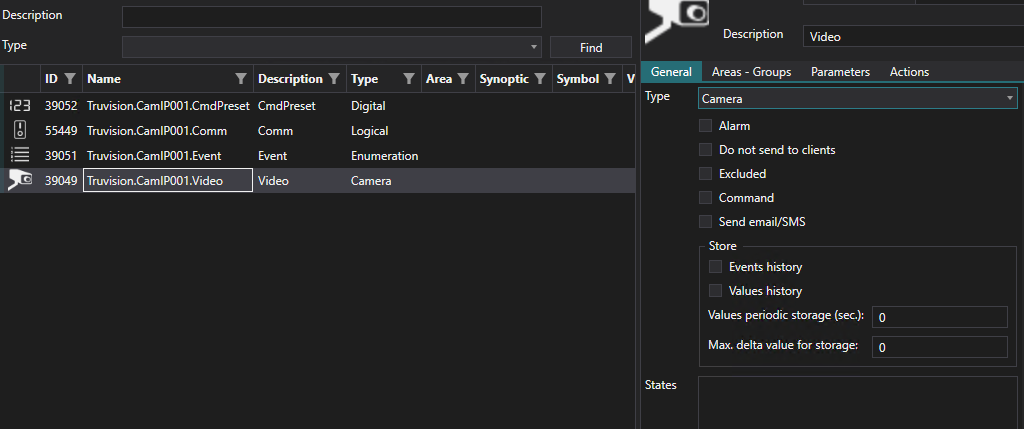 Description
Type
Find
ID Name Description Type Area Synoptic Symbol V
123 39052 Truvision.CamIP001.CmdPreset CmdPreset Digital
55449 Truvision.CamIP001.Comm Comm Logical
39051 Truvision.CamIP001.Event Event Enumeration
39049 Truvision.CamIP001.Video Video Camera
Description Video
General Areas - Groups Parameters Actions
Type Camera
Alarm
Do not send to clients
Excluded
Command
Send email/SMS
Store
Events history
Values history
Values periodic storage (sec.): 0
Max. delta value for storage: 0
States